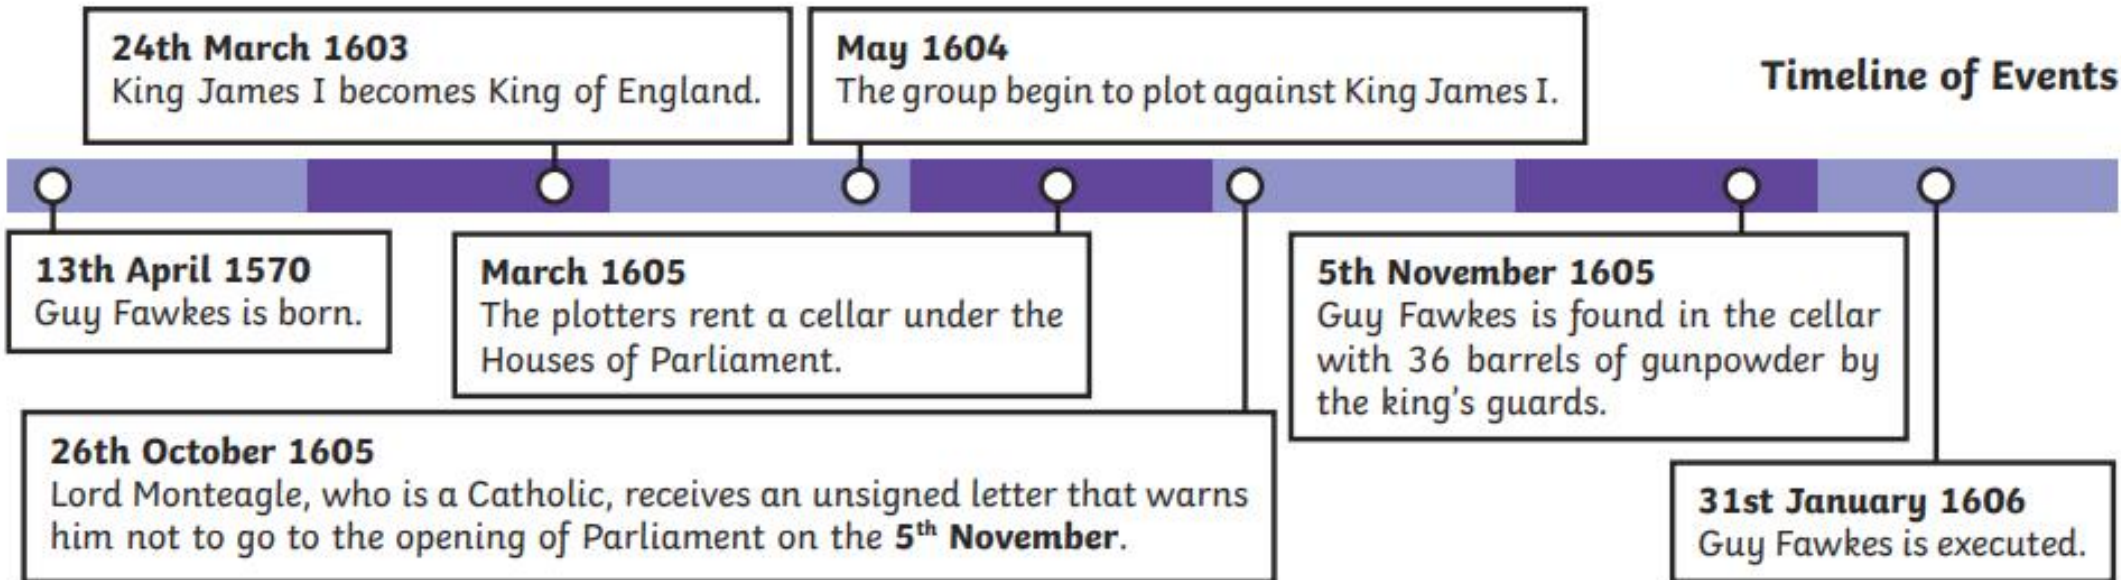 Timeline of Events
24th March 1603
King James I becomes King of England.
May 1604
The group begin to plot against King James I.
13th April 1570
Guy Fawkes is born.
March 1605
The plotters rent a cellar under the
Houses of Parliament.
5th November 1605
Guy Fawkes is found in the cellar
with 36 barrels of gunpowder by
the king's guards.
26th October 1605
Lord Monteagle, who is a Catholic, receives an unsigned letter that warns
him not to go to the opening of Parliament on the 5th November.
31st January 1606
Guy Fawkes is executed.